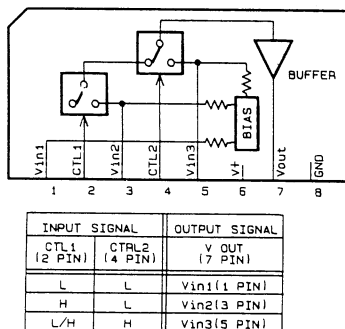 BUFFER
BIAS
Vin1
CTL1
Vin2
CTL2
Vin3
V+
Vout
GND
1 2 3 4 5 6 7 8
INPUT SIGNAL OUTPUT SIGNAL
CTL1 CTRL2 V OUT
(2 PIN) (4 PIN) (7 PIN)
L L Vin1(1 PIN)
H L Vin2(3 PIN)
L/H H Vin3(5 PIN)